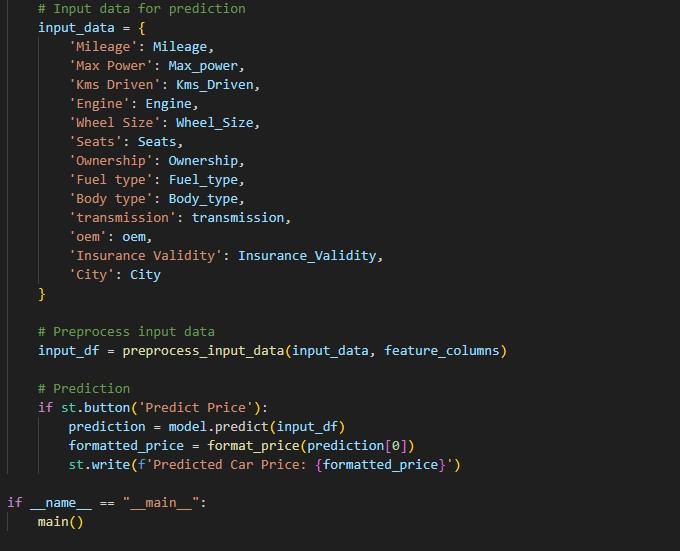 # Input data for prediction
input_data = {
'Mileage': Mileage,
'Max Power': Max_power,
'Kms Driven': Kms_Driven,
'Engine': Engine,
'Wheel Size': Wheel_Size,
'Seats': Seats,
'Ownership': Ownership,
'Fuel type': Fuel_type,
'Body type': Body_type,
'transmission': transmission,
'oem': oem,
'Insurance Validity': Insurance_Validity,
'City': City
}
# Preprocess input data
input_df = preprocess_input_data(input_data, feature_columns)
# Prediction
if st.button('Predict Price'):
prediction = model.predict(input_df)
formatted_price = format_price(prediction[0])
st.write(f'Predicted Car Price: {formatted_price}')
if __name__ == "__main__":
main()